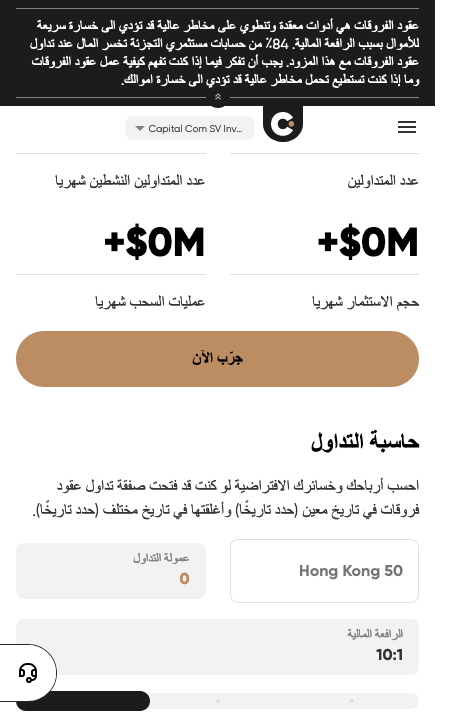 عقود الفروقات هي أدوات معقدة وتنطوي على مخاطر عالية قد تؤدي الى خسارة سريعة
للأموال بسبب الرافعة المالية. 84٪ من حسابات مستثمري التجزئة تخسر المال عند تداول
عقود الفروقات مع هذا المزود. يجب أن تفكر فيما إذا كنت تفهم كيفية عمل عقود الفروقات
وما إذا كنت تستطيع تحمل مخاطر عالية قد تؤدي الى خسارة اموالك.
Capital Com SV Inv...
عدد المتداولين
عدد المتداولين النشطين شهريا
$0M+
$0M+
حجم الاستثمار شهريا
عمليات السحب شهريا
جرّب الآن
حاسبة التداول
احسب أرباحك وخسائرك الافتراضية لو كنت قد فتحت صفقة تداول عقود
فروقات في تاريخ معين (حدد تاريخًا) وأغلقتها في تاريخ مختلف (حدد تاريخًا).
Hong Kong 50
عمولة التداول
0
الرافعة المالية
10:1